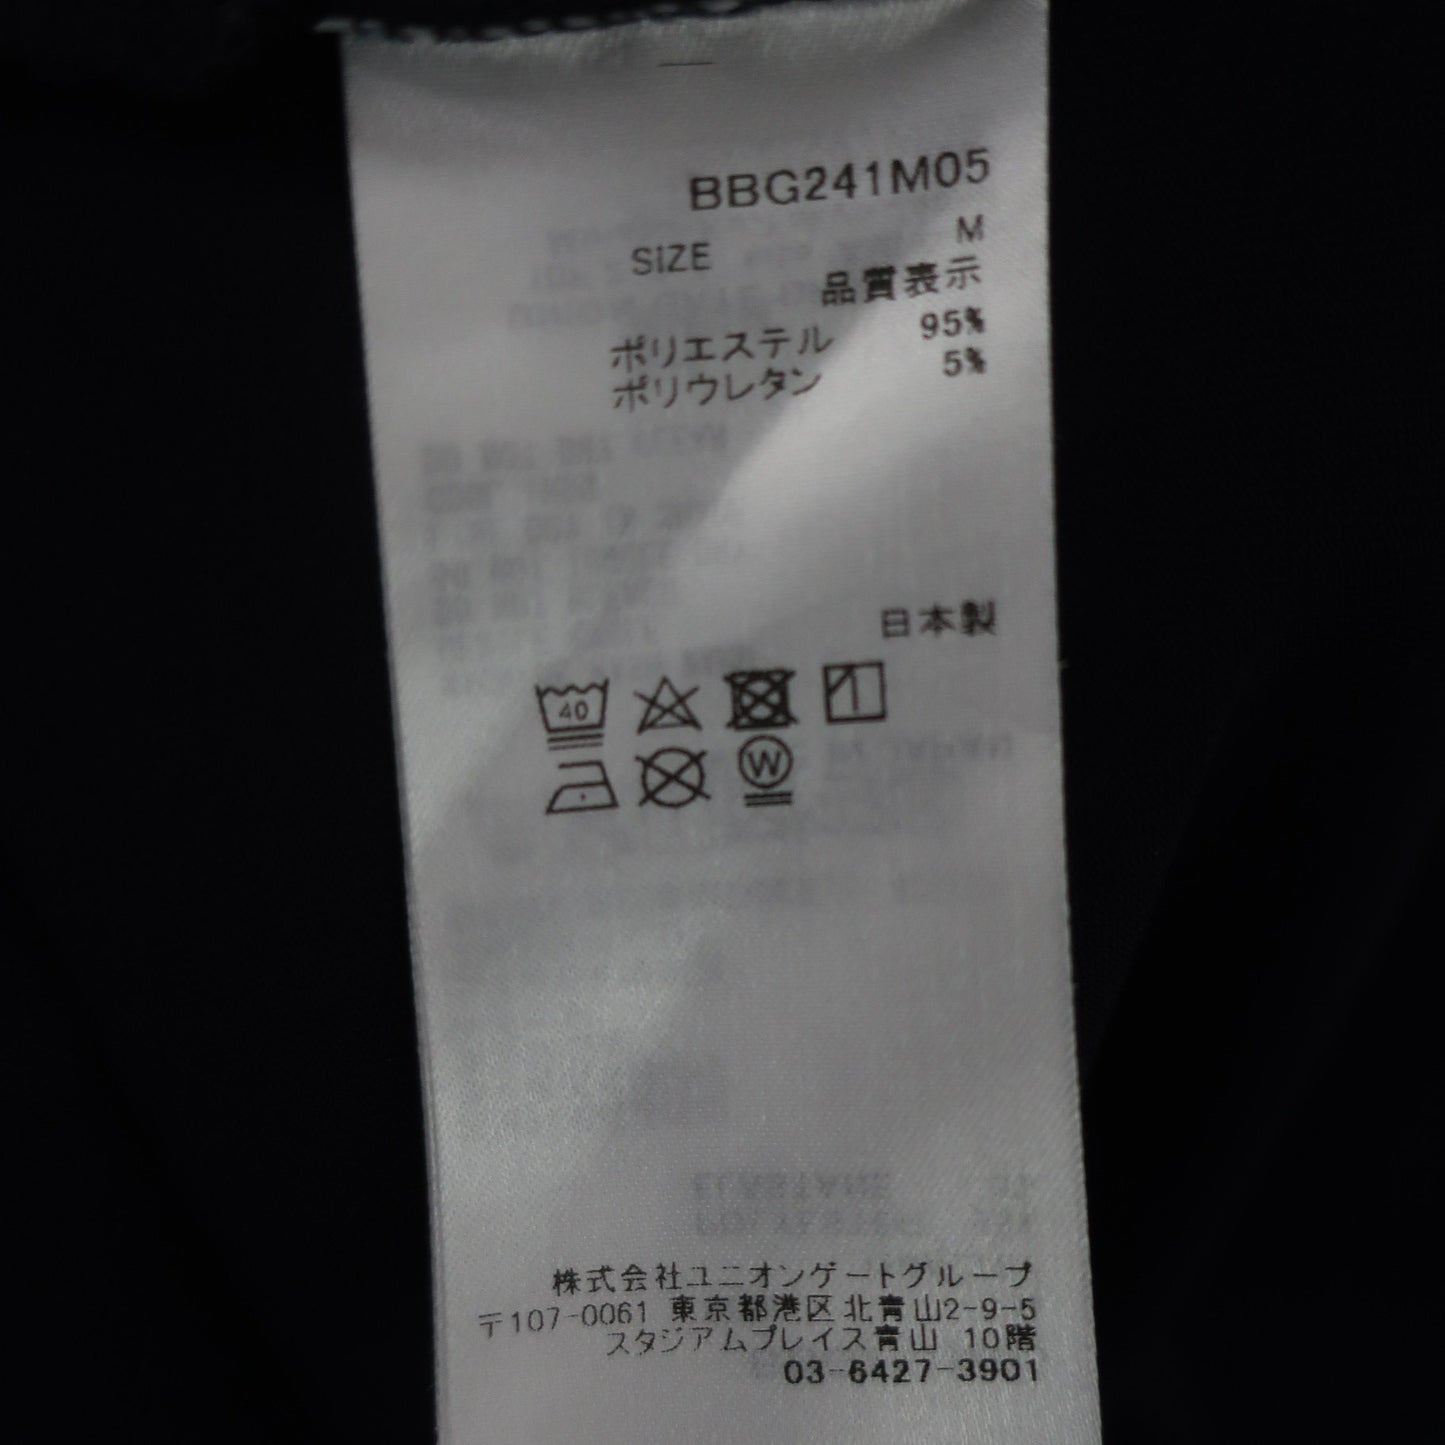 BBG241M05
SIZE M
品質表示
ポリエステル 95%
ポリウレタン 5%
日本製
40
W
株式会社ユニオンゲートグループ
〒107-0061 東京都港区北青山2-9-5
スタジアムプレイス青山 10階
03-6427-3901